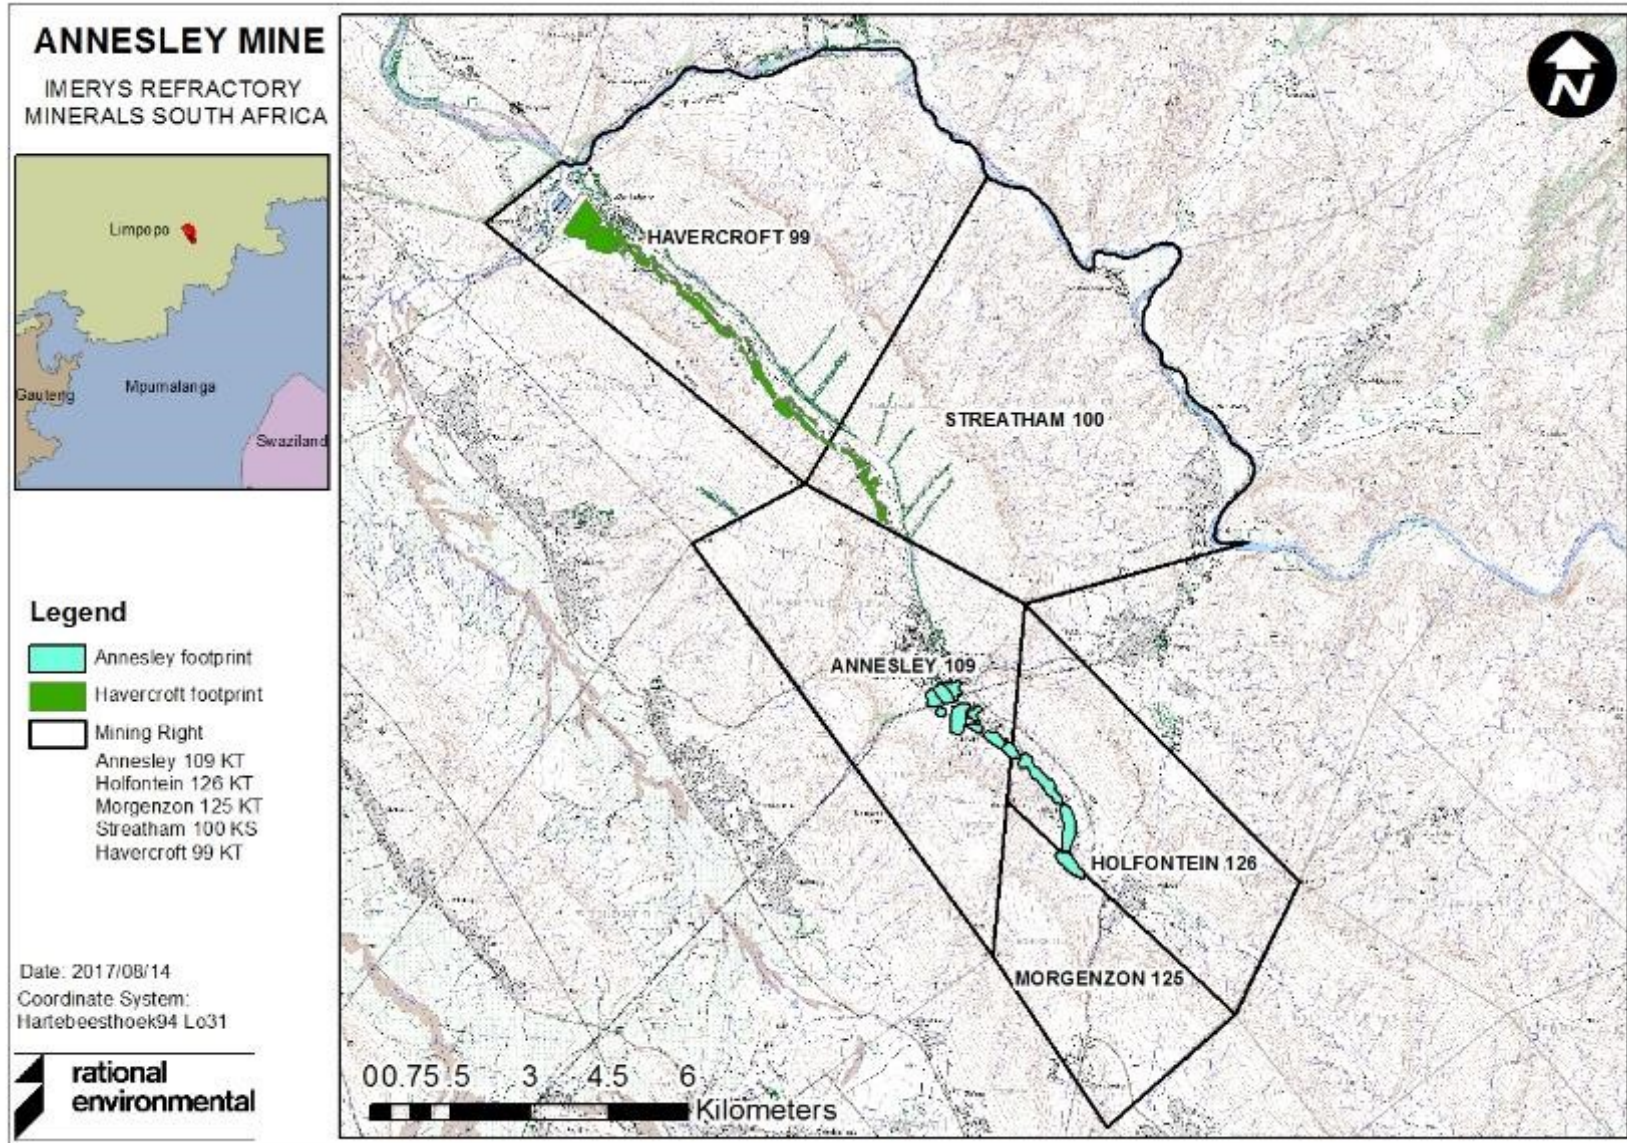 ANNESLEY MINE
IMERYS REFRACTORY
MINERALS SOUTH AFRICA
Limpopo
Gauteng
Mpumalanga
Swaziland
Legend
Annesley footprint
Havercroft footprint
Mining Right
Annesley 109 KT
Holfontein 126 KT
Morgenzon 125 KT
Streatham 100 KS
Havercroft 99 KT
Date: 2017/08/14
Coordinate System:
Hartebeesthoek94 Lo31
rational
environmental
N
HAVERCROFT 99
STREATHAM 100
ANNESLEY 109
HOLFONTEIN 126
MORGENZON 125
00.75.5 3 4.5 6
Kilometers